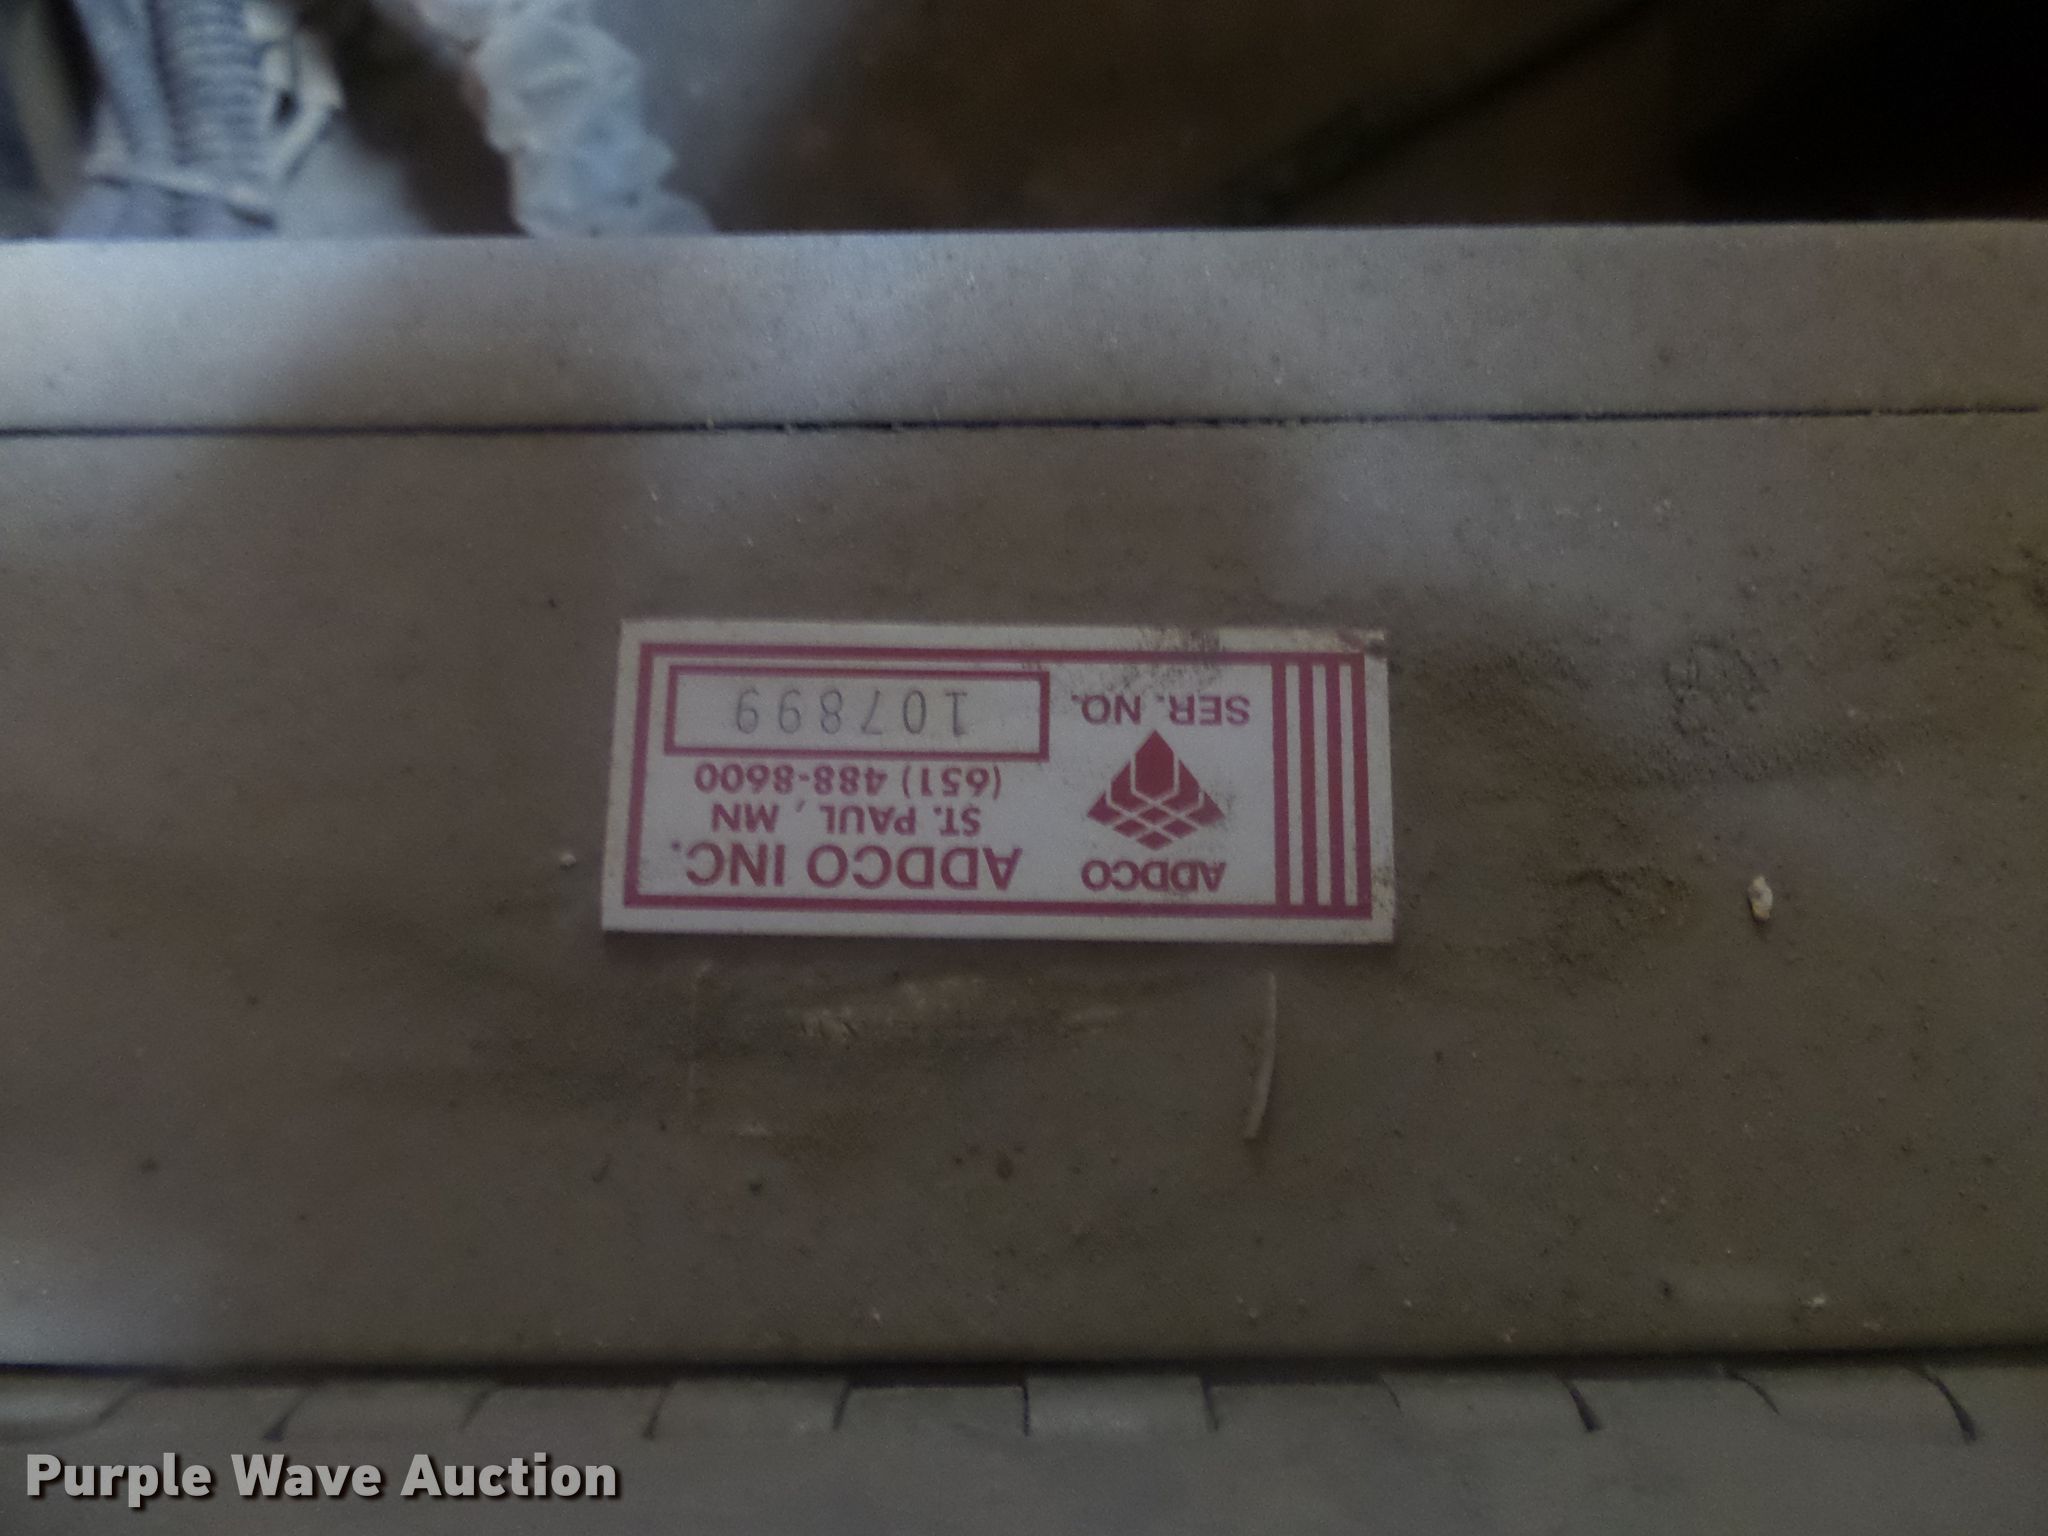 ADDCO
ADDCO INC.
ST. PAUL, MN
(651) 488-8600
SER. NO. 107899
Purple Wave Auction